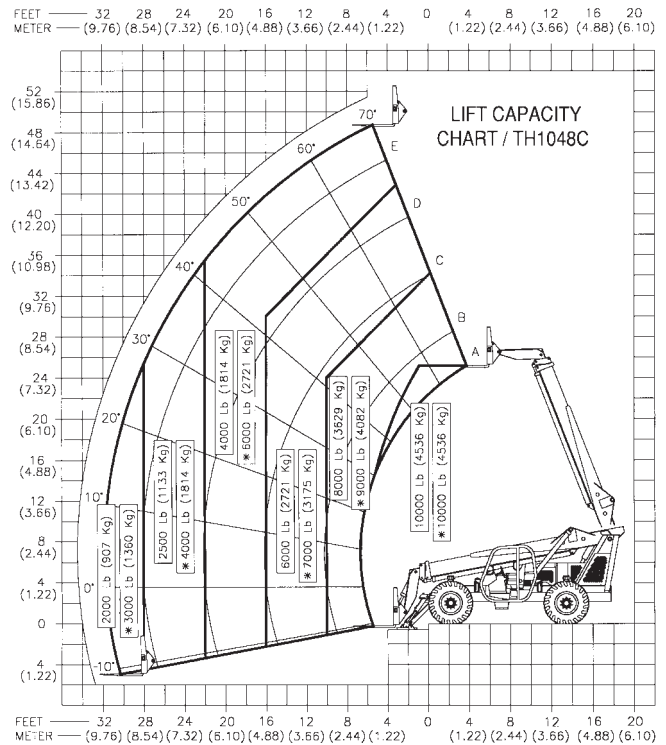 FEET 32 28 24 20 16 12 8 4 0 4 8 12 16 20
METER (9.76) (8.54) (7.32) (6.10) (4.88) (3.66) (2.44) (1.22) (1.22) (2.44) (3.66) (4.88) (6.10)
LIFT CAPACITY
CHART / TH1048C
52
(15.86)
48
(14.64)
44
(13.42)
40
(12.20)
36
(10.98)
32
(9.76)
28
(8.54)
24
(7.32)
20
(6.10)
16
(4.88)
12
(3.66)
8
(2.44)
4
(1.22)
0
4
(1.22)
70°
60°
50°
40°
30°
20°
10°
0°
-10°
E
D
C
B
A
2000 Lb (907 Kg)
*3000 Lb (1360 Kg)
2500 Lb (1133 Kg)
*4000 Lb (1814 Kg)
4000 Lb (1814 Kg)
*6000 Lb (2721 Kg)
6000 Lb (2721 Kg)
*7000 Lb (3175 Kg)
8000 Lb (3629 Kg)
*9000 Lb (4082 Kg)
10000 Lb (4536 Kg)
*10000 Lb (4536 Kg)
FEET 32 28 24 20 16 12 8 4 0 4 8 12 16 20
METER (9.76) (8.54) (7.32) (6.10) (4.88) (3.66) (2.44) (1.22) (1.22) (2.44) (3.66) (4.88) (6.10)